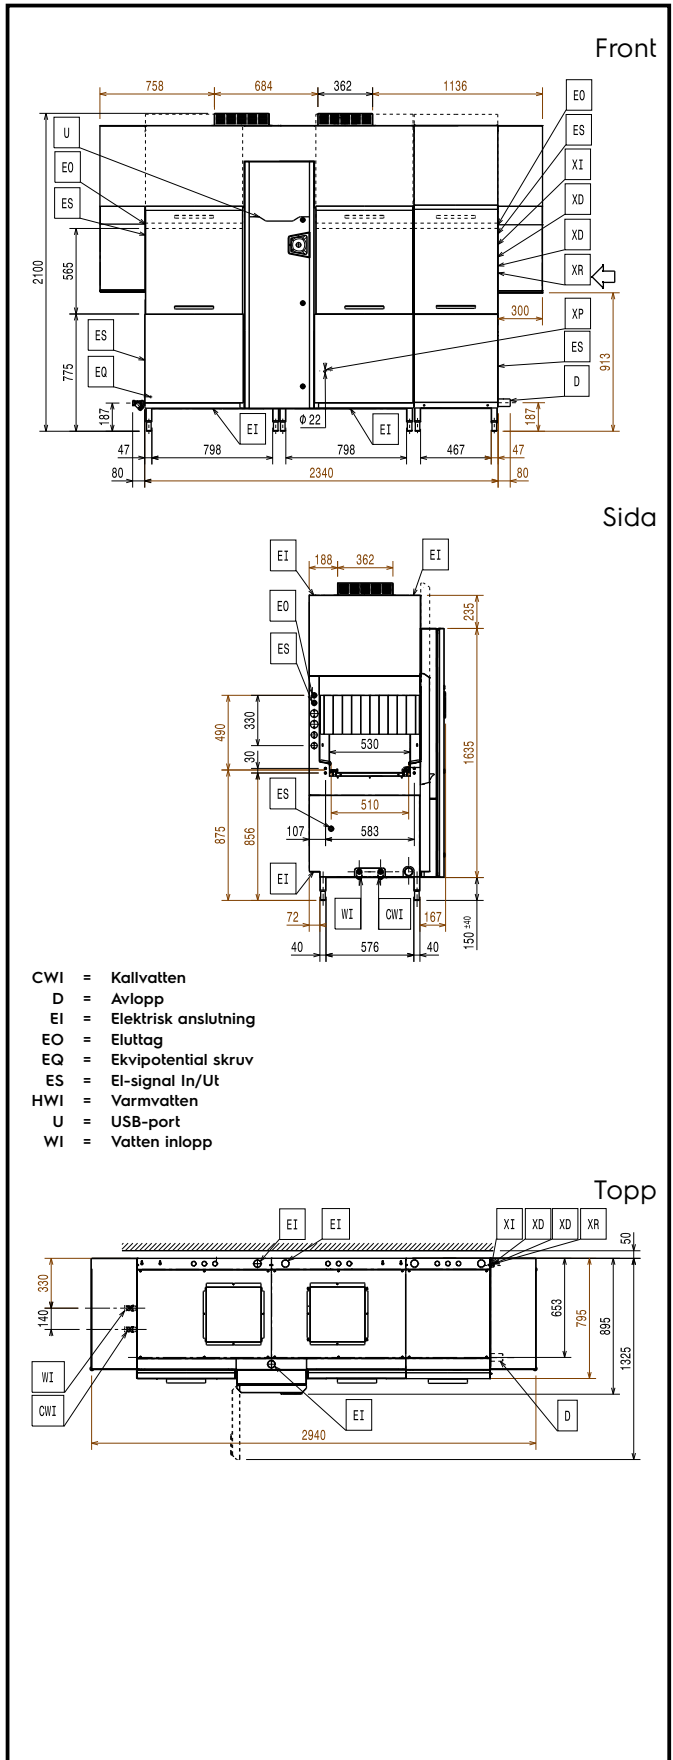 Front
758 684 362 1136
U
EO
ES
EO
ES
XI
XD
XD
XR
2100
565
775
187
300
913
XP
ES
D
187
ES
EQ
EI
Φ 22
EI
47 798 798 467 47
80 2340 80
Sida
EI
188 362
EI
EO
ES
235
490
330
30
530
1635
510
ES
107 583
875
856
EI
WI
CWI
72
167
150 ±40
40 576 40
CWI = Kallvatten
D = Avlopp
EI = Elektrisk anslutning
EO = Eluttag
EQ = Ekvipotential skruv
ES = El-signal In/Ut
HWI = Varmvatten
U = USB-port
WI = Vatten inlopp
Topp
EI
EI
XI
XD
XD
XR
50
330
140
653
795
895
1325
WI
CWI
EI
D
2940